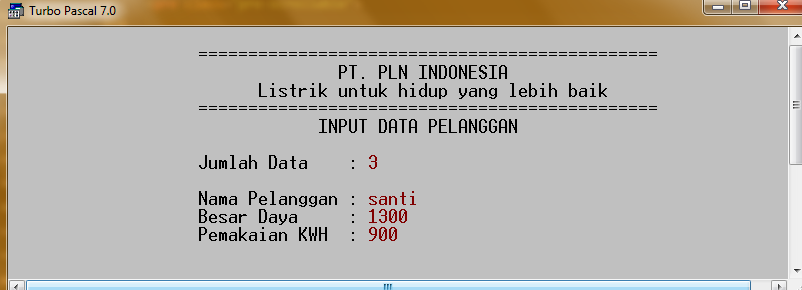 Turbo Pascal 7.0
==============================================
PT. PLN INDONESIA
Listrik untuk hidup yang lebih baik
==============================================
INPUT DATA PELANGGAN
Jumlah Data : 3
Nama Pelanggan : santi
Besar Daya : 1300
Pemakaian KWH : 900